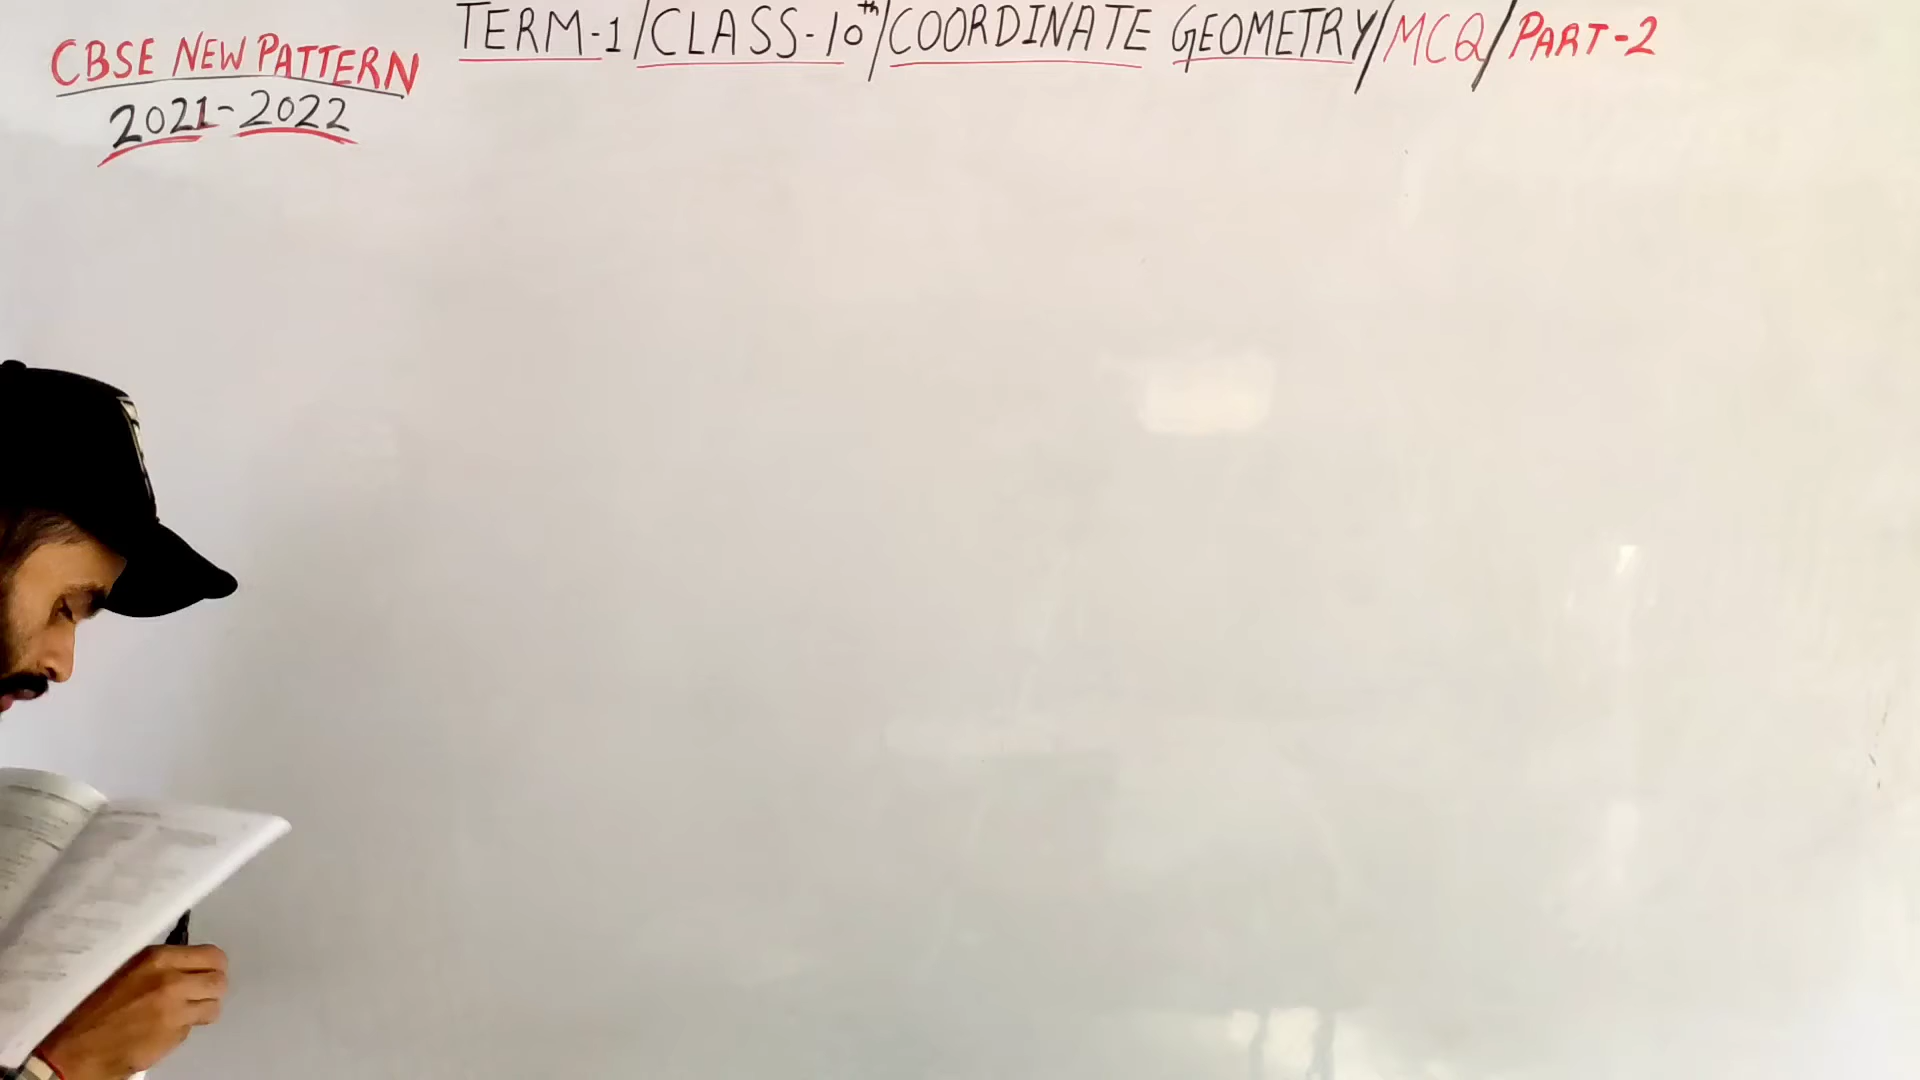 TERM-1/CLASS-10th/COORDINATE GEOMETRY/MCQ/PART-2
CBSE NEW PATTERN
2021-2022